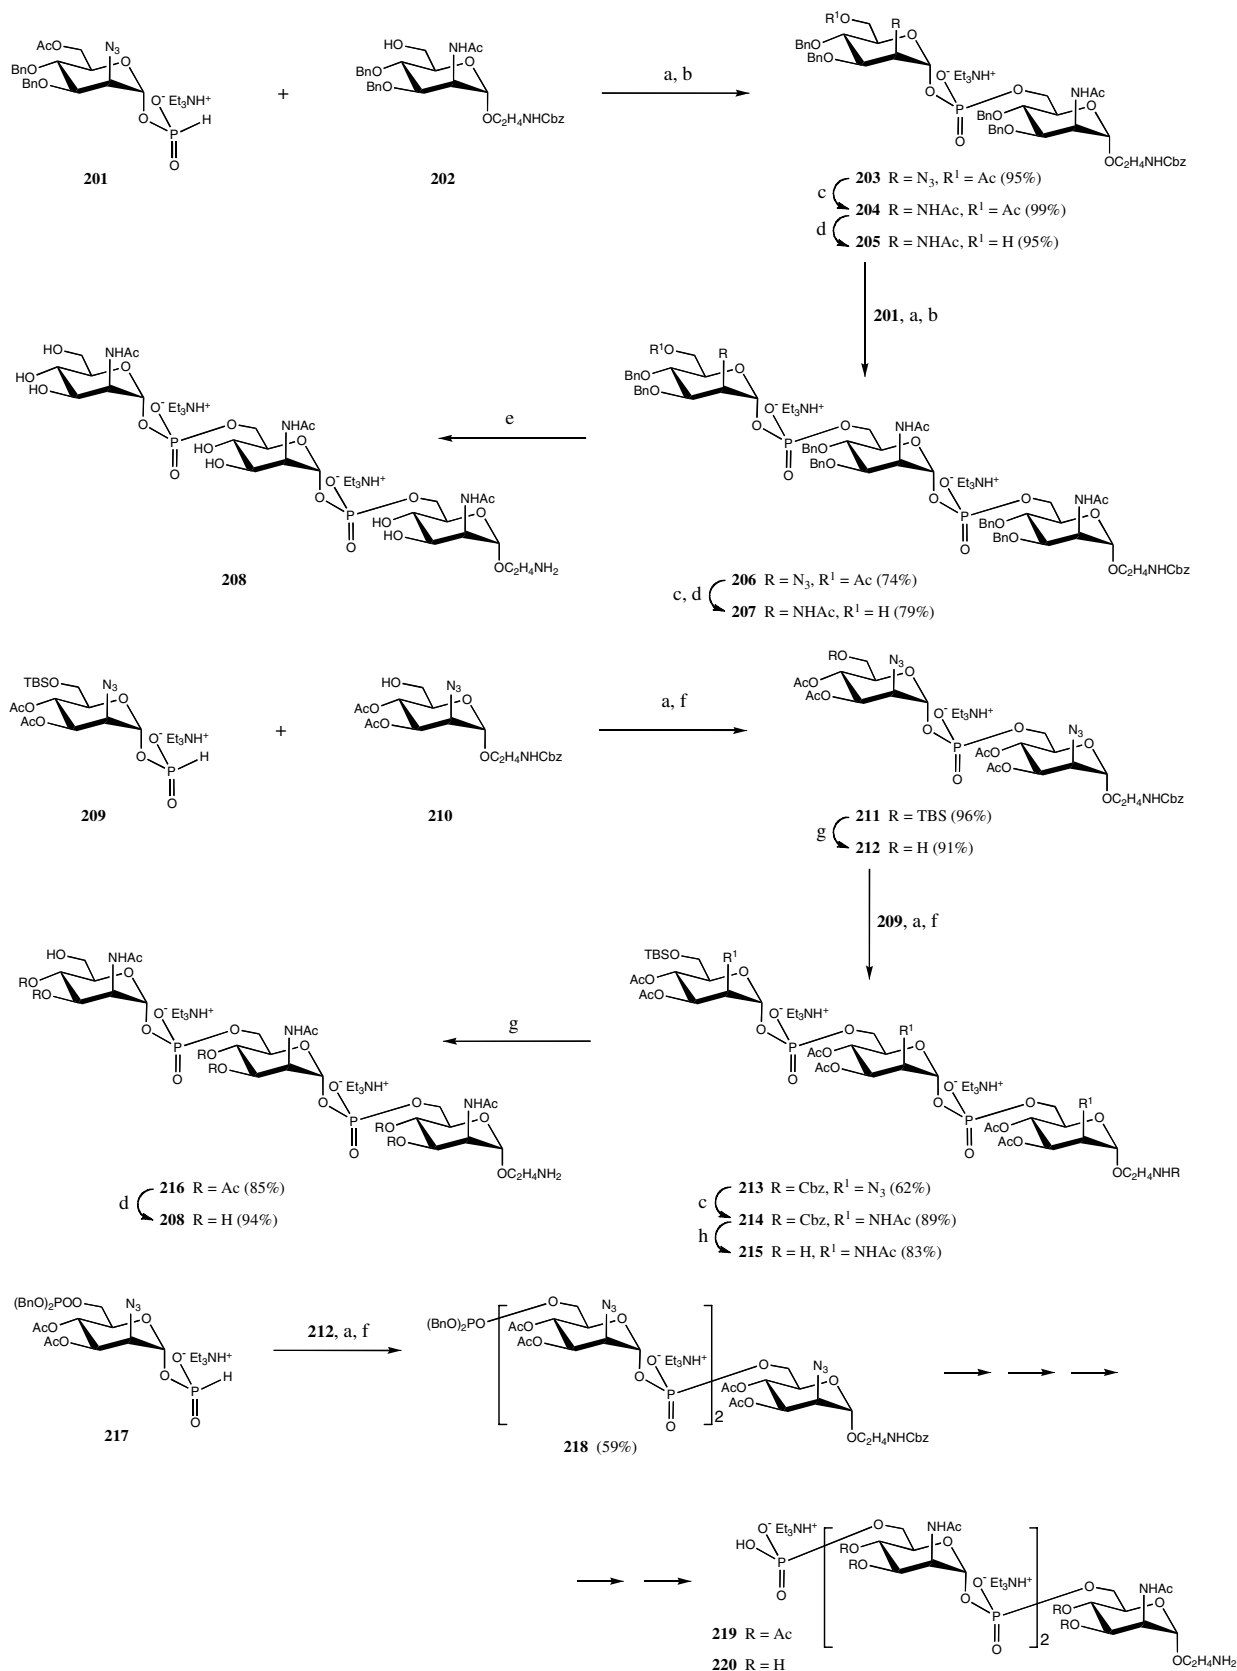 AcO N₃ O
BnO
BnO
O⁻ Et₃NH⁺
O P H
O
201
+
HO NHAc O
BnO
BnO
OC₂H₄NHCbz
202
a, b
R¹O R O
BnO
BnO
O⁻ Et₃NH⁺
O P O NHAc
O BnO O
BnO
OC₂H₄NHCbz
203 R = N₃, R¹ = Ac (95%)
c
204 R = NHAc, R¹ = Ac (99%)
d
205 R = NHAc, R¹ = H (95%)
201, a, b
HO NHAc O
HO
HO
O⁻ Et₃NH⁺
O P O NHAc
O HO O
HO
O⁻ Et₃NH⁺
O P O NHAc
O HO O
HO
OC₂H₄NH₂
208
e
R¹O R O
BnO
BnO
O⁻ Et₃NH⁺
O P O NHAc
O BnO O
BnO
O⁻ Et₃NH⁺
O P O NHAc
O BnO O
BnO
OC₂H₄NHCbz
206 R = N₃, R¹ = Ac (74%)
c, d
207 R = NHAc, R¹ = H (79%)
TBSO N₃ O
AcO
AcO
O⁻ Et₃NH⁺
O P H
O
209
+
HO N₃ O
AcO
AcO
OC₂H₄NHCbz
210
a, f
RO N₃ O
AcO
AcO
O⁻ Et₃NH⁺
O P O N₃
O AcO O
AcO
OC₂H₄NHCbz
211 R = TBS (96%)
g
212 R = H (91%)
209, a, f
HO NHAc O
RO
RO
O⁻ Et₃NH⁺
O P O NHAc
O RO O
RO
O⁻ Et₃NH⁺
O P O NHAc
O RO O
RO
OC₂H₄NH₂
216 R = Ac (85%)
d
208 R = H (94%)
g
TBSO R¹ O
AcO
AcO
O⁻ Et₃NH⁺
O P O R¹
O AcO O
AcO
O⁻ Et₃NH⁺
O P O R¹
O AcO O
AcO
OC₂H₄NHR
213 R = Cbz, R¹ = N₃ (62%)
c
214 R = Cbz, R¹ = NHAc (89%)
h
215 R = H, R¹ = NHAc (83%)
(BnO)₂POO N₃ O
AcO
AcO
O⁻ Et₃NH⁺
O P H
O
217
212, a, f
(BnO)₂PO O N₃ O
AcO
AcO
O⁻ Et₃NH⁺
O P O N₃
O 2 AcO O
AcO
OC₂H₄NHCbz
218 (59%)
O⁻ Et₃NH⁺
HO P O NHAc O
O RO
RO
O⁻ Et₃NH⁺
O P O NHAc
O 2 RO O
RO
OC₂H₄NH₂
219 R = Ac
220 R = H